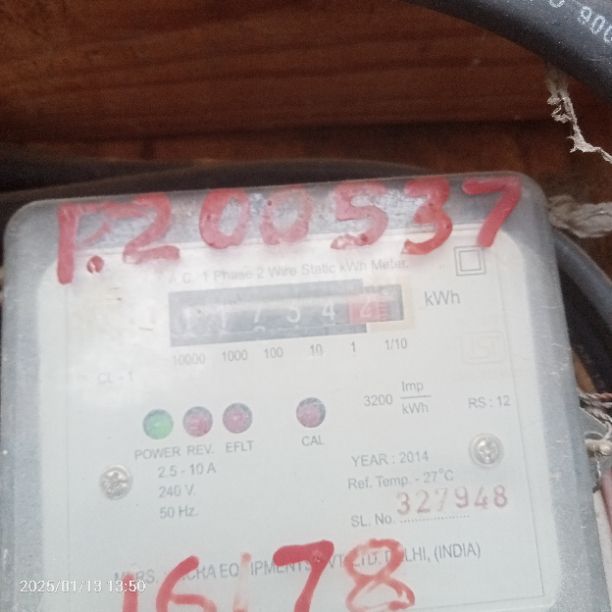 900
P.200537
A.C. 1 Phase 2 Wire Static kWh Meter.
kWh
10000 1000 100 10 1 1/10
CL - 1
3200 Imp/kWh
RS : 12
POWER REV. EFLT CAL
2.5 - 10 A
240 V.
50 Hz.
YEAR : 2014
Ref. Temp. - 27°C
SL. No. 327948
DELHI, (INDIA)
16178
2025/01/13 13:50